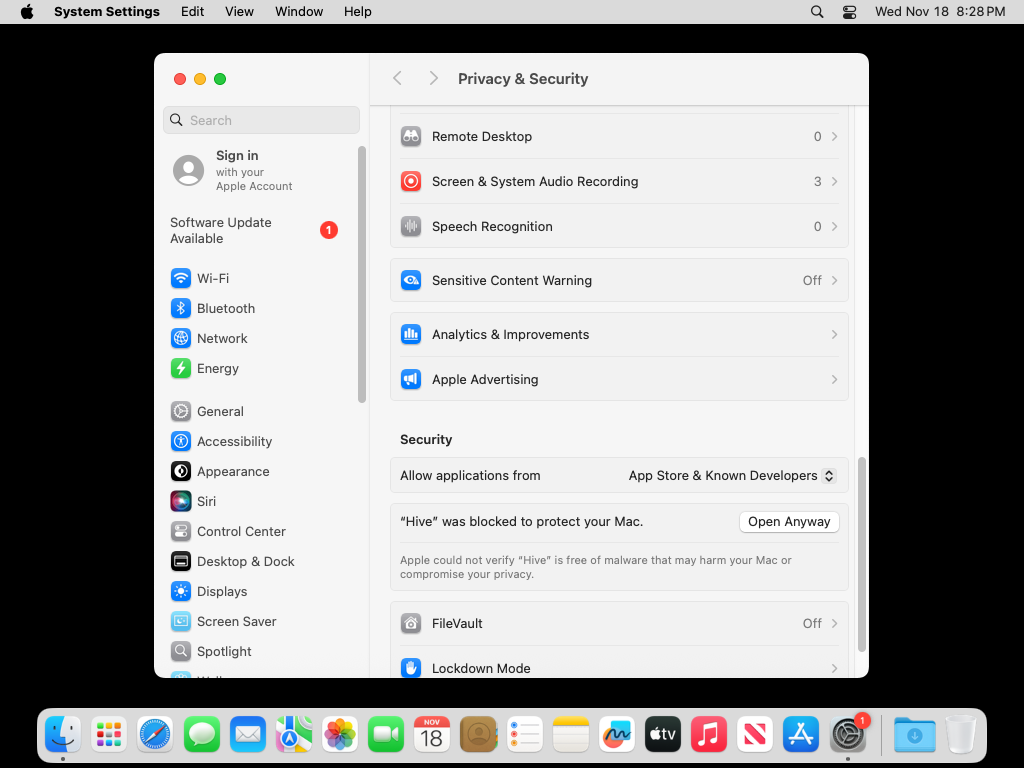 System Settings Edit View Window Help Wed Nov 18 8:28 PM
Privacy & Security
Search
Sign in
with your
Apple Account
Software Update
Available
1
Wi-Fi
Bluetooth
Network
Energy
General
Accessibility
Appearance
Siri
Control Center
Desktop & Dock
Displays
Screen Saver
Spotlight
Remote Desktop 0
Screen & System Audio Recording 3
Speech Recognition 0
Sensitive Content Warning Off
Analytics & Improvements
Apple Advertising
Security
Allow applications from App Store & Known Developers
“Hive” was blocked to protect your Mac. Open Anyway
Apple could not verify “Hive” is free of malware that may harm your Mac or
compromise your privacy.
FileVault Off
Lockdown Mode
NOV
18
tv
1